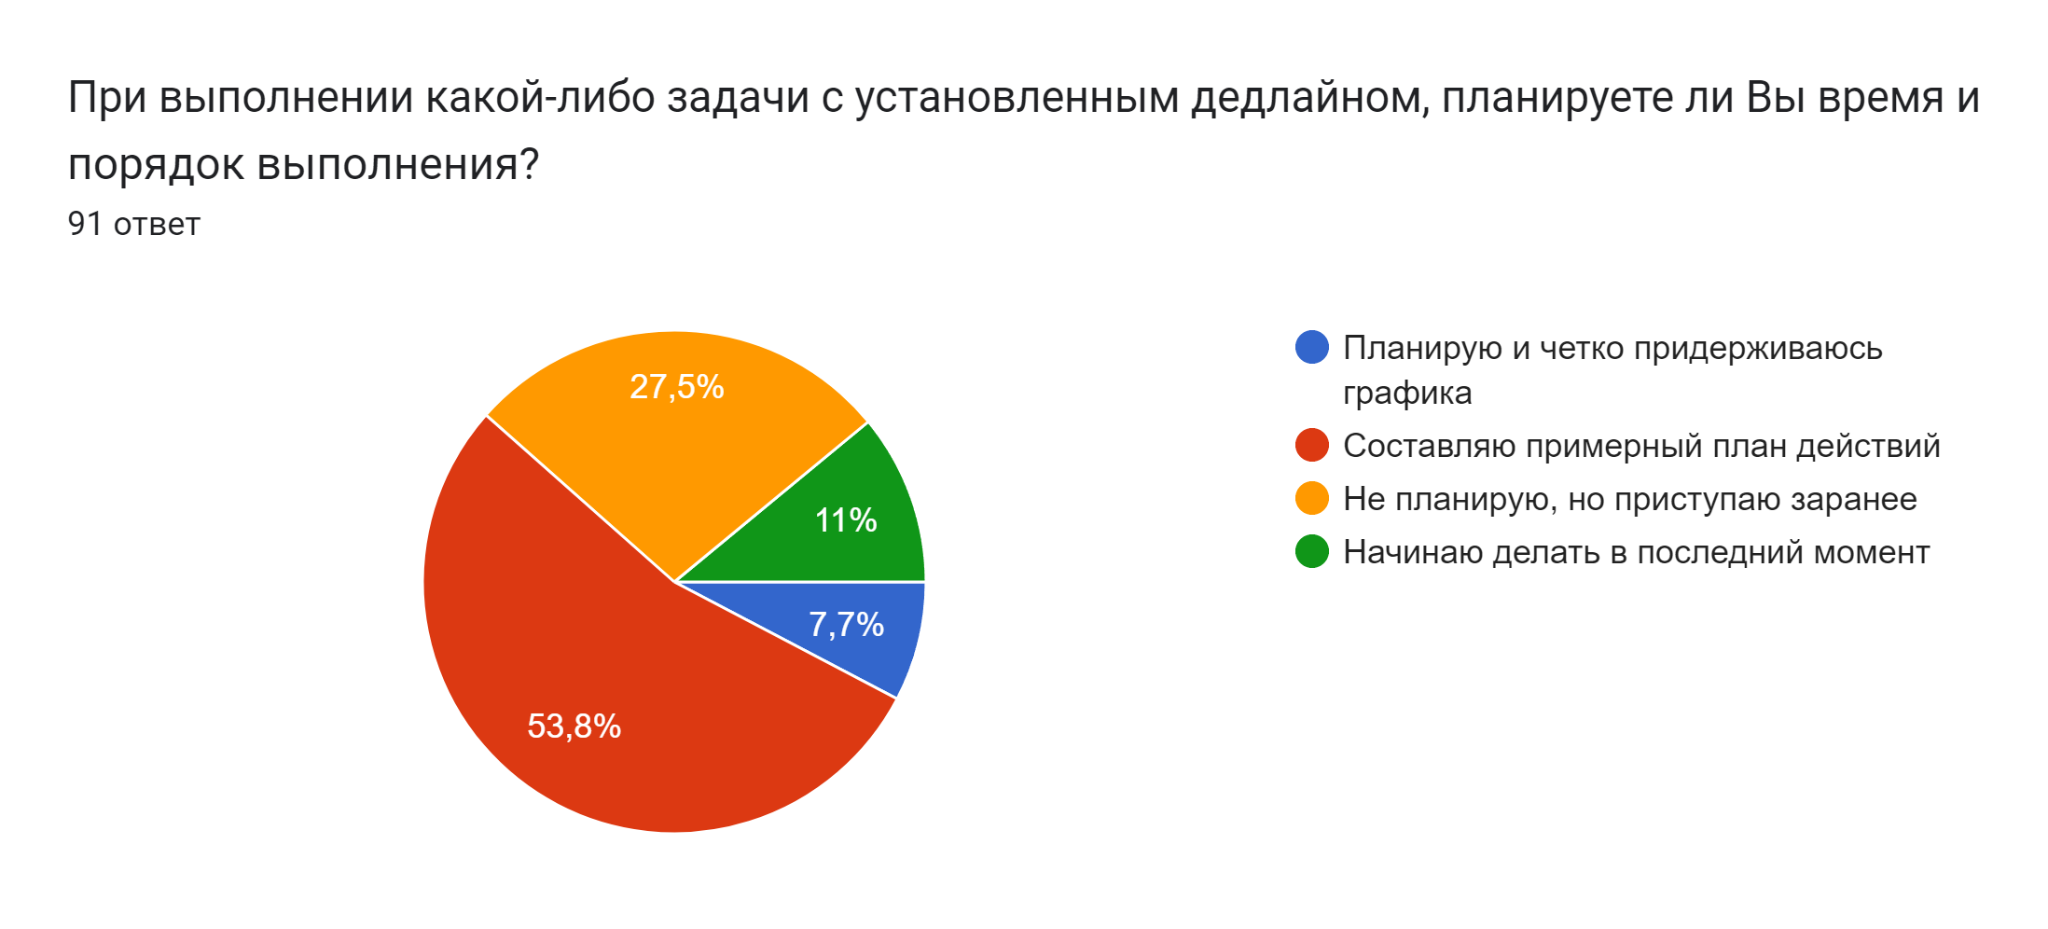 При выполнении какой-либо задачи с установленным дедлайном, планируете ли Вы время и
порядок выполнения?
91 ответ
27,5%
11%
7,7%
53,8%
Планирую и четко придерживаюсь
графика
Составляю примерный план действий
Не планирую, но приступаю заранее
Начинаю делать в последний момент